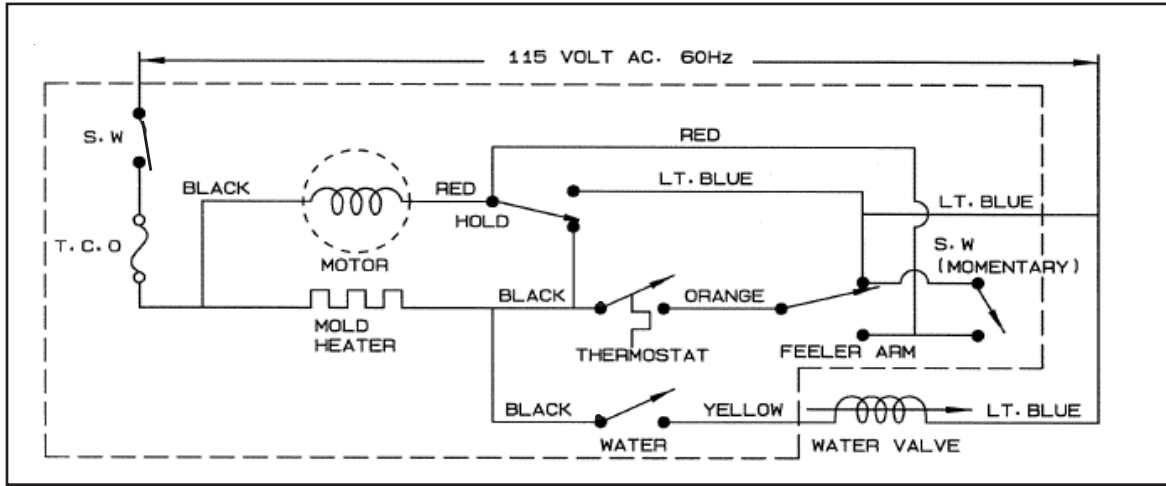 115 VOLT AC. 60Hz
S.W
RED
BLACK
RED
LT.BLUE
LT.BLUE
HOLD
T.C.O
S.W
(MOMENTARY)
MOTOR
BLACK
ORANGE
MOLD
HEATER
THERMOSTAT
FEELER ARM
BLACK
YELLOW
LT.BLUE
WATER
WATER VALVE